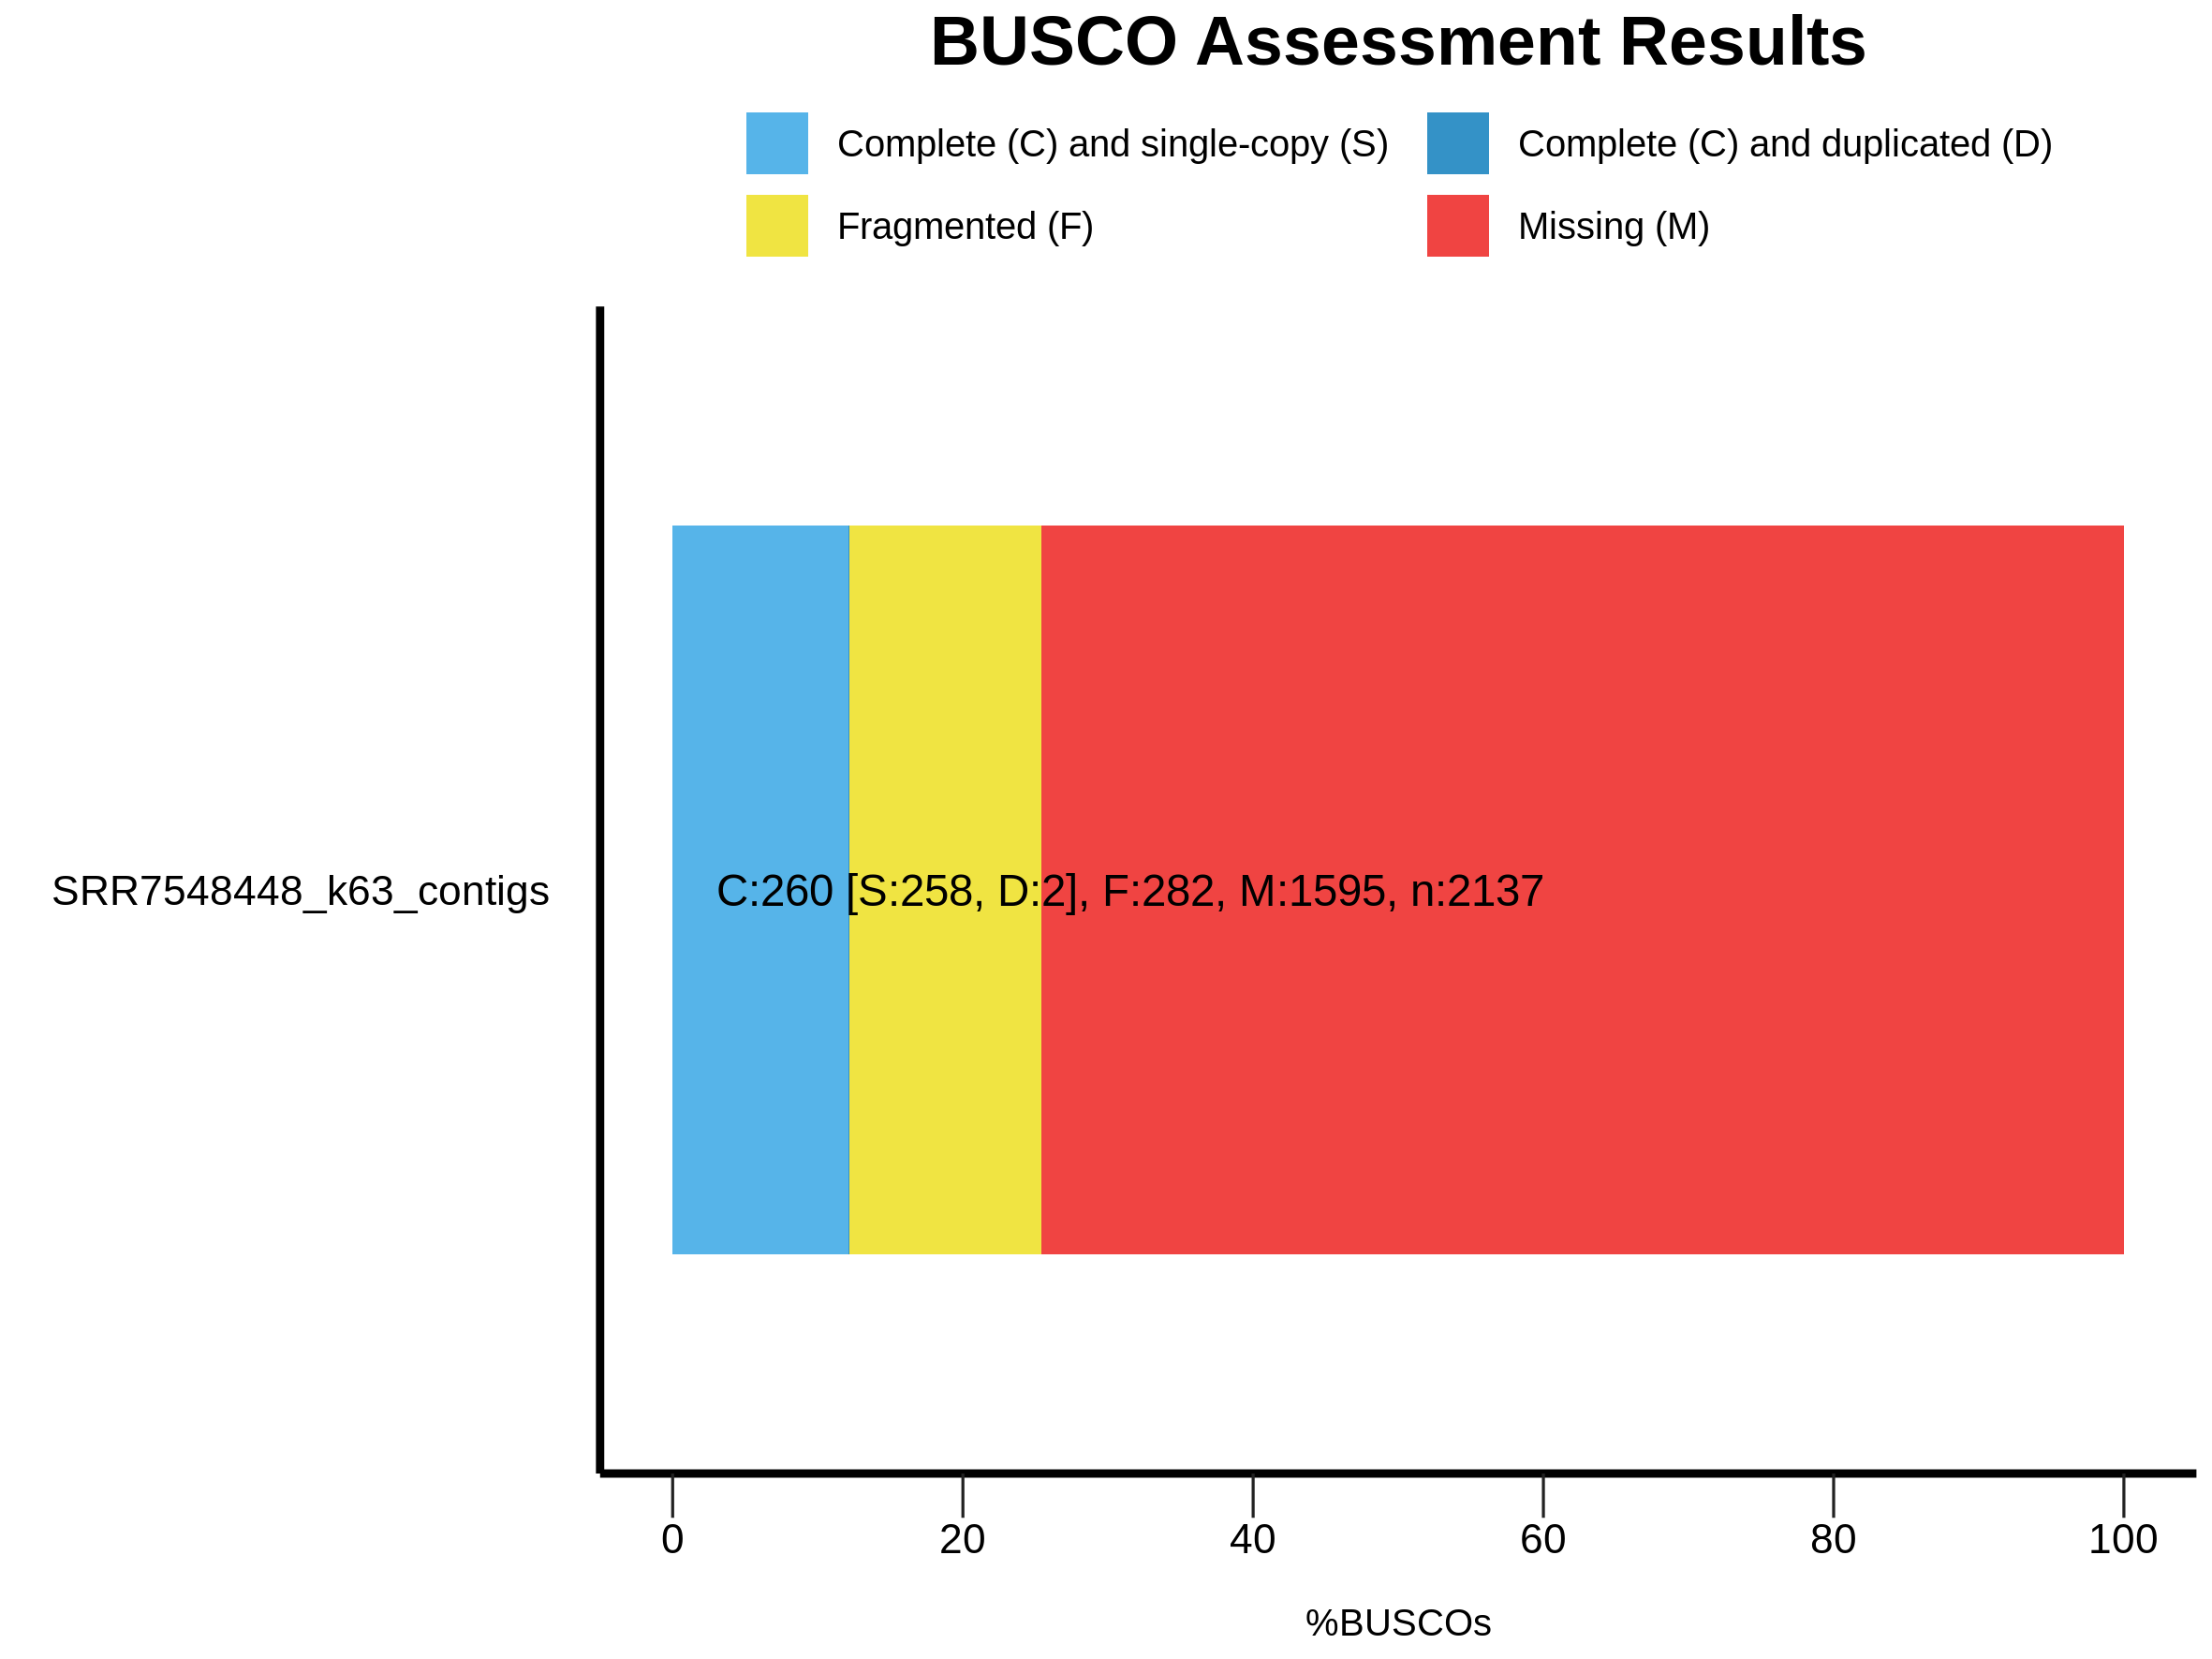 BUSCO Assessment Results
Complete (C) and single-copy (S) Complete (C) and duplicated (D)
Fragmented (F) Missing (M)
SRR7548448_k63_contigs C:260 [S:258, D:2], F:282, M:1595, n:2137
0 20 40 60 80 100
%BUSCOs